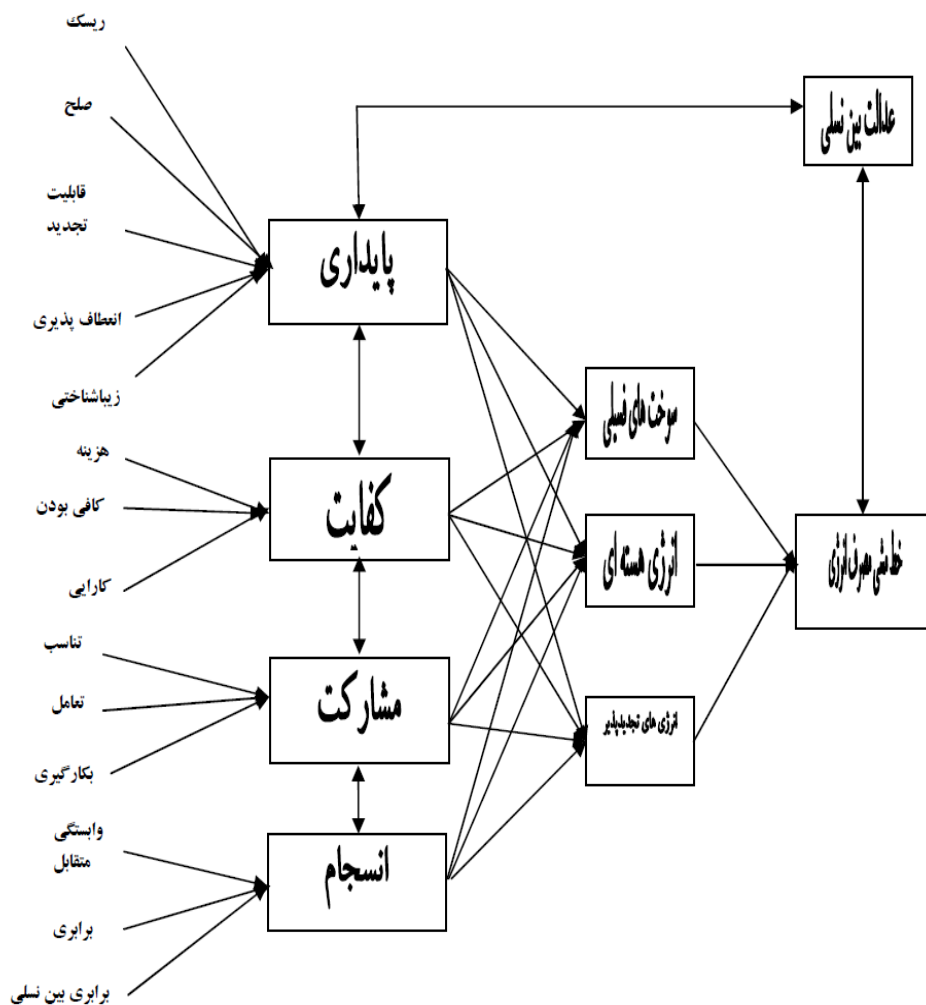 ریسک
صلح
قابلیت
تجدید
انعطاف پذیری
زیباشناختی
هزینه
کافی بودن
کارایی
تناسب
تعامل
بکارگیری
وابستگی
متقابل
برابری
برابری بین نسلی
پایداری
کفایت
مشارکت
انسجام
سوخت های فسیلی
انرژی هسته ای
انرژی های تجدیدپذیر
عدالت بین نسلی
خط مشی مصرف انرژی